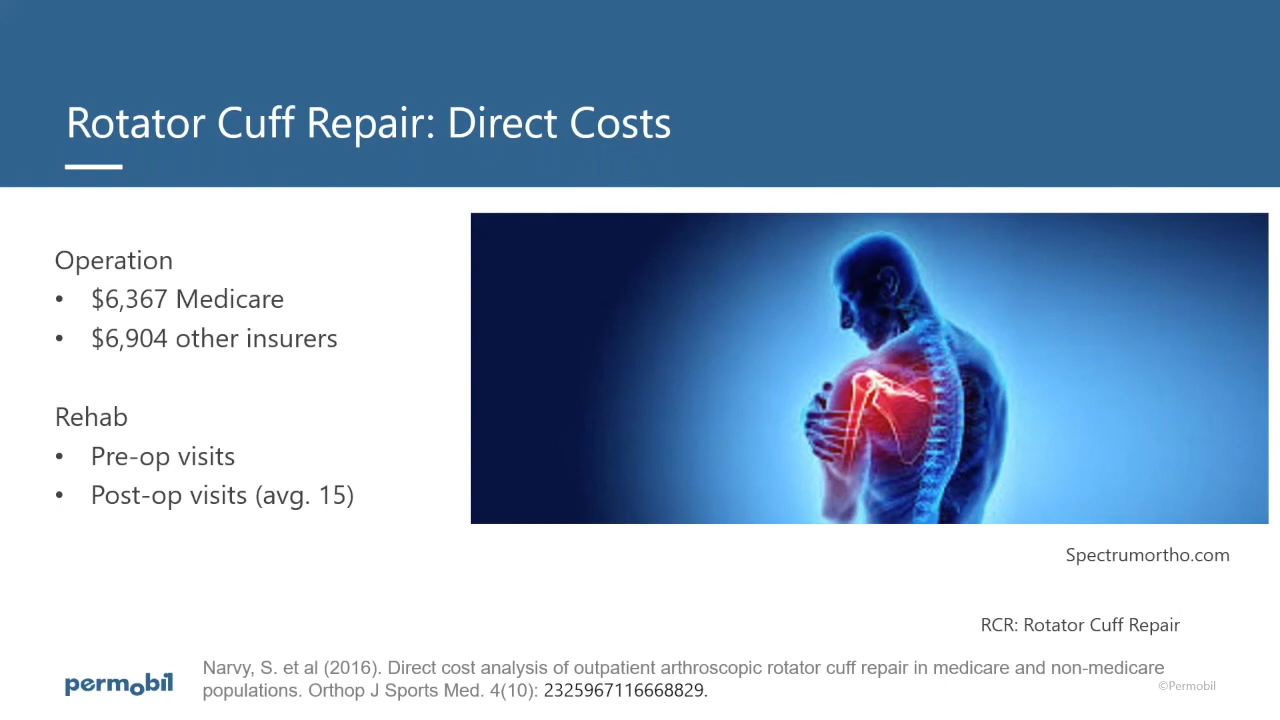 Rotator Cuff Repair: Direct Costs
Operation
• $6,367 Medicare
• $6,904 other insurers
Rehab
• Pre-op visits
• Post-op visits (avg. 15)
Spectrumortho.com
RCR: Rotator Cuff Repair
Narvy, S. et al (2016). Direct cost analysis of outpatient arthroscopic rotator cuff repair in medicare and non-medicare
populations. Orthop J Sports Med. 4(10): 2325967116668829.
permobil
©Permobil